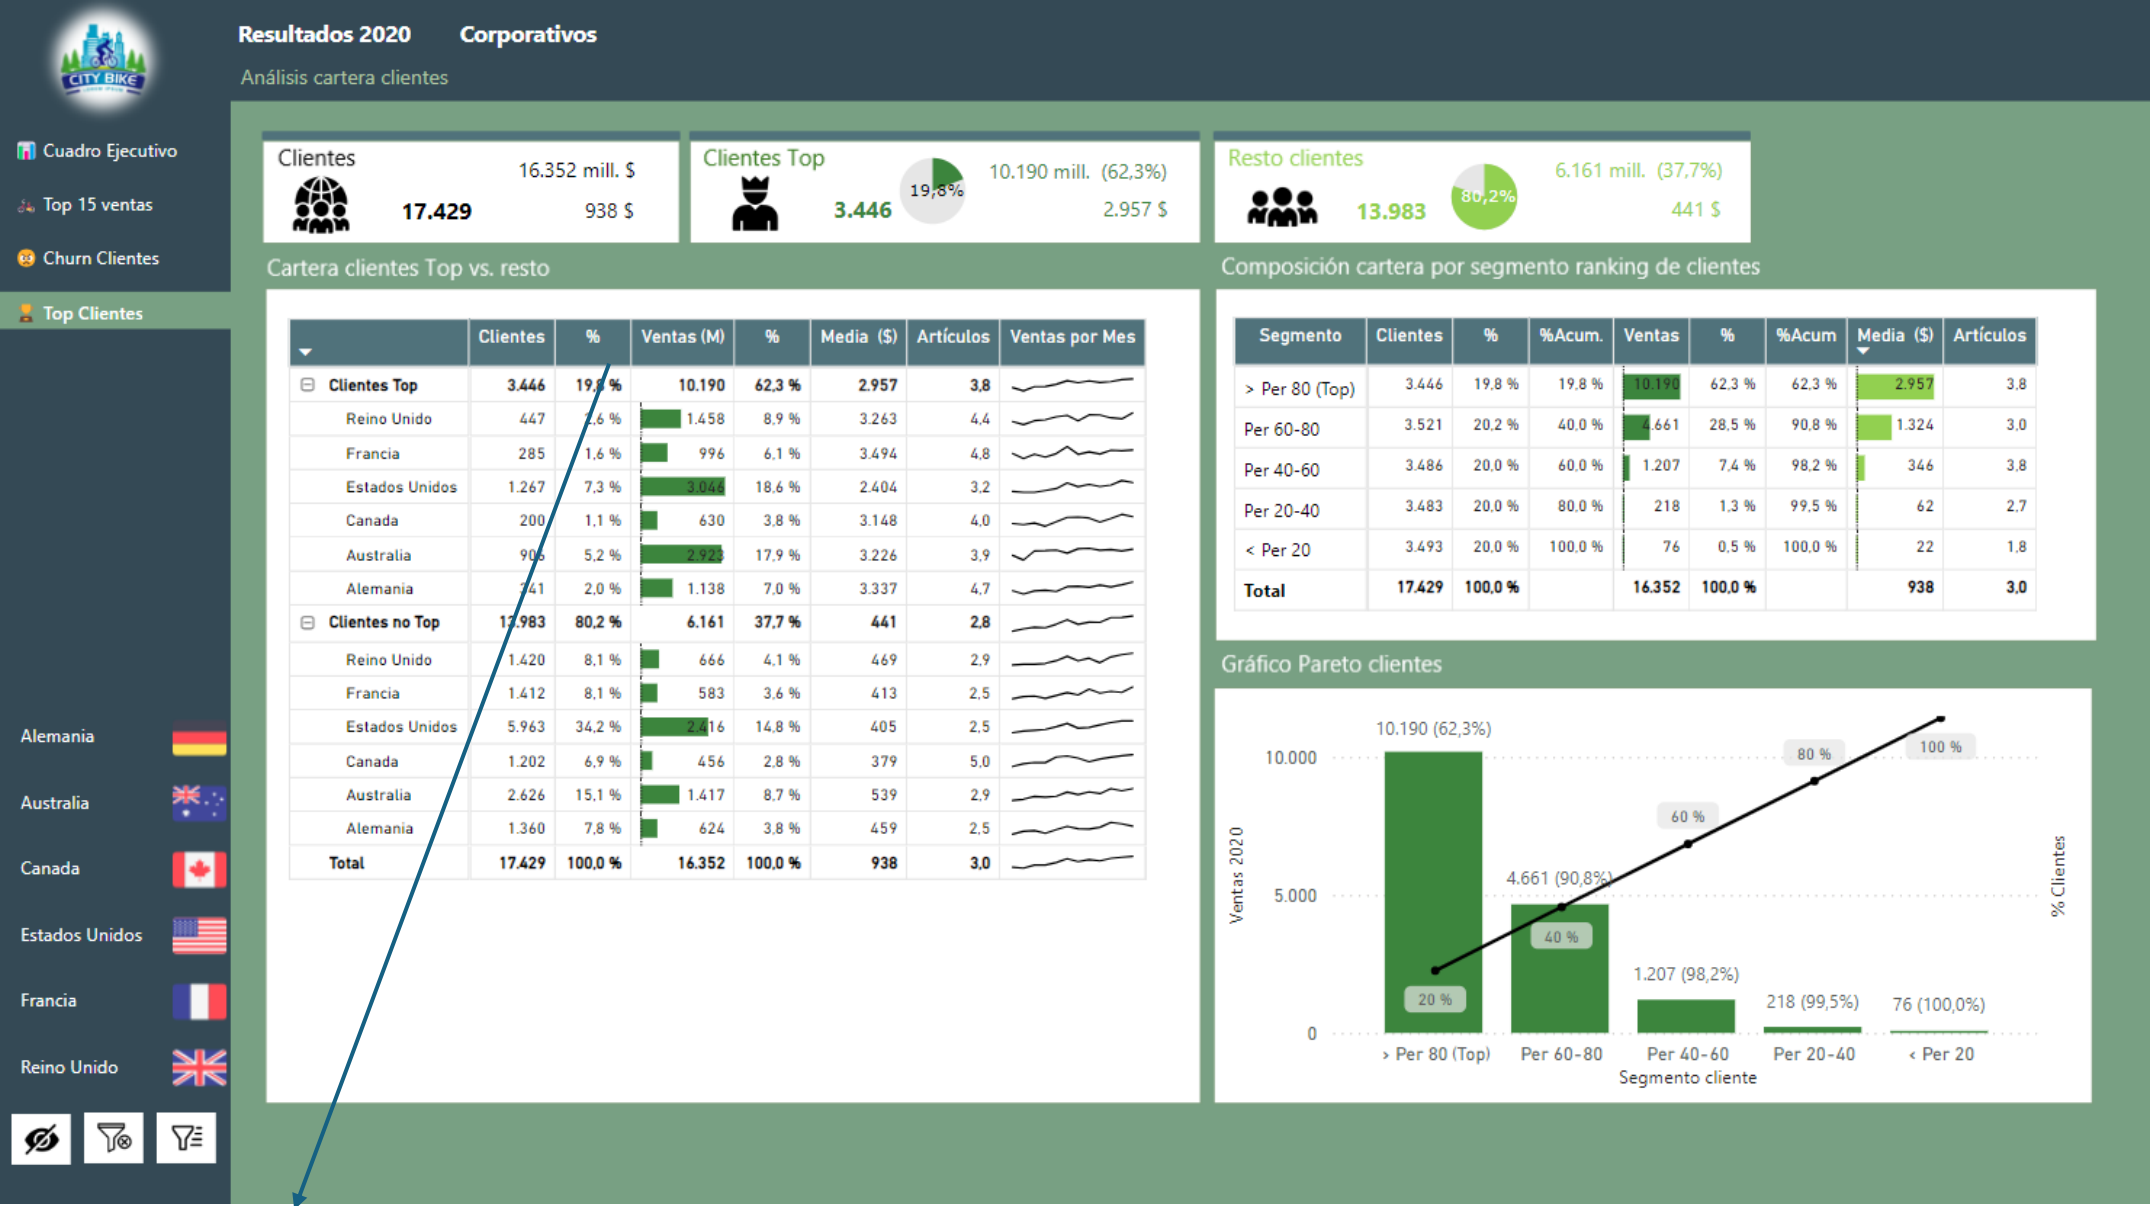 CITY BIKE
Resultados 2020 Corporativos
Análisis cartera clientes
Cuadro Ejecutivo
Top 15 ventas
Churn Clientes
Top Clientes
Alemania
Australia
Canada
Estados Unidos
Francia
Reino Unido
Clientes
16.352 mill. $
17.429
938 $
Clientes Top
19,8%
10.190 mill. (62,3%)
3.446
2.957 $
Resto clientes
80,2%
6.161 mill. (37,7%)
13.983
441 $
Cartera clientes Top vs. resto
Clientes % Ventas (M) % Media ($) Artículos Ventas por Mes
Clientes Top 3.446 19,8 % 10.190 62,3 % 2.957 3,8
Reino Unido 447 2,6 % 1.458 8,9 % 3.263 4,4
Francia 285 1,6 % 996 6,1 % 3.494 4,8
Estados Unidos 1.267 7,3 % 3.046 18,6 % 2.404 3,2
Canada 200 1,1 % 630 3,8 % 3.148 4,0
Australia 906 5,2 % 2.923 17,9 % 3.226 3,9
Alemania 341 2,0 % 1.138 7,0 % 3.337 4,7
Clientes no Top 13.983 80,2 % 6.161 37,7 % 441 2,8
Reino Unido 1.420 8,1 % 666 4,1 % 469 2,9
Francia 1.412 8,1 % 583 3,6 % 413 2,5
Estados Unidos 5.963 34,2 % 2.416 14,8 % 405 2,5
Canada 1.202 6,9 % 456 2,8 % 379 5,0
Australia 2.626 15,1 % 1.417 8,7 % 539 2,9
Alemania 1.360 7,8 % 624 3,8 % 459 2,5
Total 17.429 100,0 % 16.352 100,0 % 938 3,0
Composición cartera por segmento ranking de clientes
Segmento Clientes % %Acum. Ventas % %Acum Media ($) Artículos
> Per 80 (Top) 3.446 19,8 % 19,8 % 10.190 62,3 % 62,3 % 2.957 3,8
Per 60-80 3.521 20,2 % 40,0 % 4.661 28,5 % 90,8 % 1.324 3,0
Per 40-60 3.486 20,0 % 60,0 % 1.207 7,4 % 98,2 % 346 3,8
Per 20-40 3.483 20,0 % 80,0 % 218 1,3 % 99,5 % 62 2,7
< Per 20 3.493 20,0 % 100,0 % 76 0,5 % 100,0 % 22 1,8
Total 17.429 100,0 % 16.352 100,0 % 938 3,0
Gráfico Pareto clientes
10.190 (62,3%)
10.000
80 %
100 %
60 %
4.661 (90,8%)
5.000
40 %
1.207 (98,2%)
20 %
218 (99,5%)
76 (100,0%)
0
> Per 80 (Top) Per 60-80 Per 40-60 Per 20-40 < Per 20
Segmento cliente
Ventas 2020
% Clientes